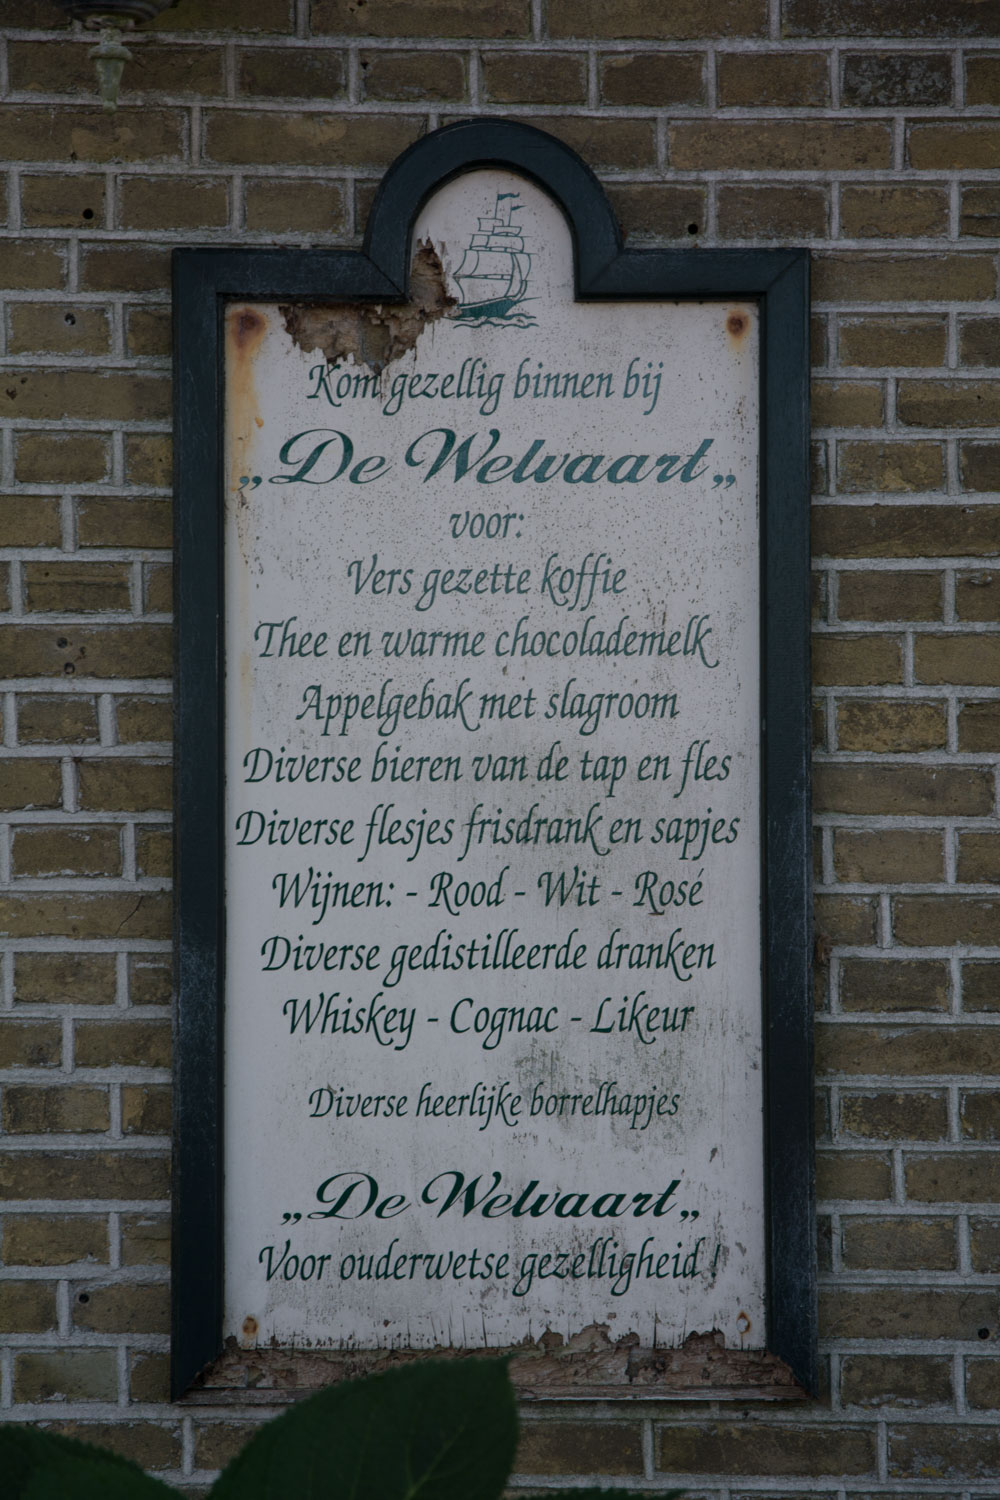 Kom gezellig binnen bij
„De Welvaart„
voor:
Vers gezette koffie
Thee en warme chocolademelk
Appelgebak met slagroom
Diverse bieren van de tap en fles
Diverse flesjes frisdrank en sapjes
Wijnen: - Rood - Wit - Rosé
Diverse gedistilleerde dranken
Whiskey - Cognac - Likeur
Diverse heerlijke borrelhapjes
„De Welvaart„
Voor ouderwetse gezelligheid !